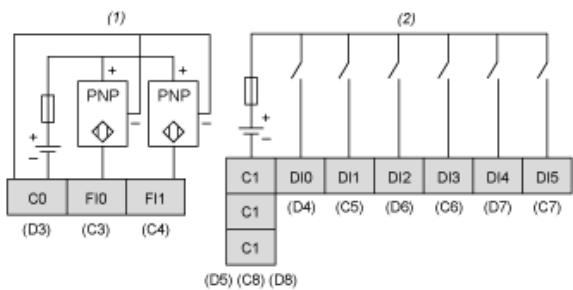 (1)
(2)
+ +
PNP PNP
+ − −
−
+
−
C0 FI0 FI1
(D3) (C3) (C4)
C1 DI0 DI1 DI2 DI3 DI4 DI5
C1 (D4) (C5) (D6) (C6) (D7) (C7)
C1
(D5) (C8) (D8)